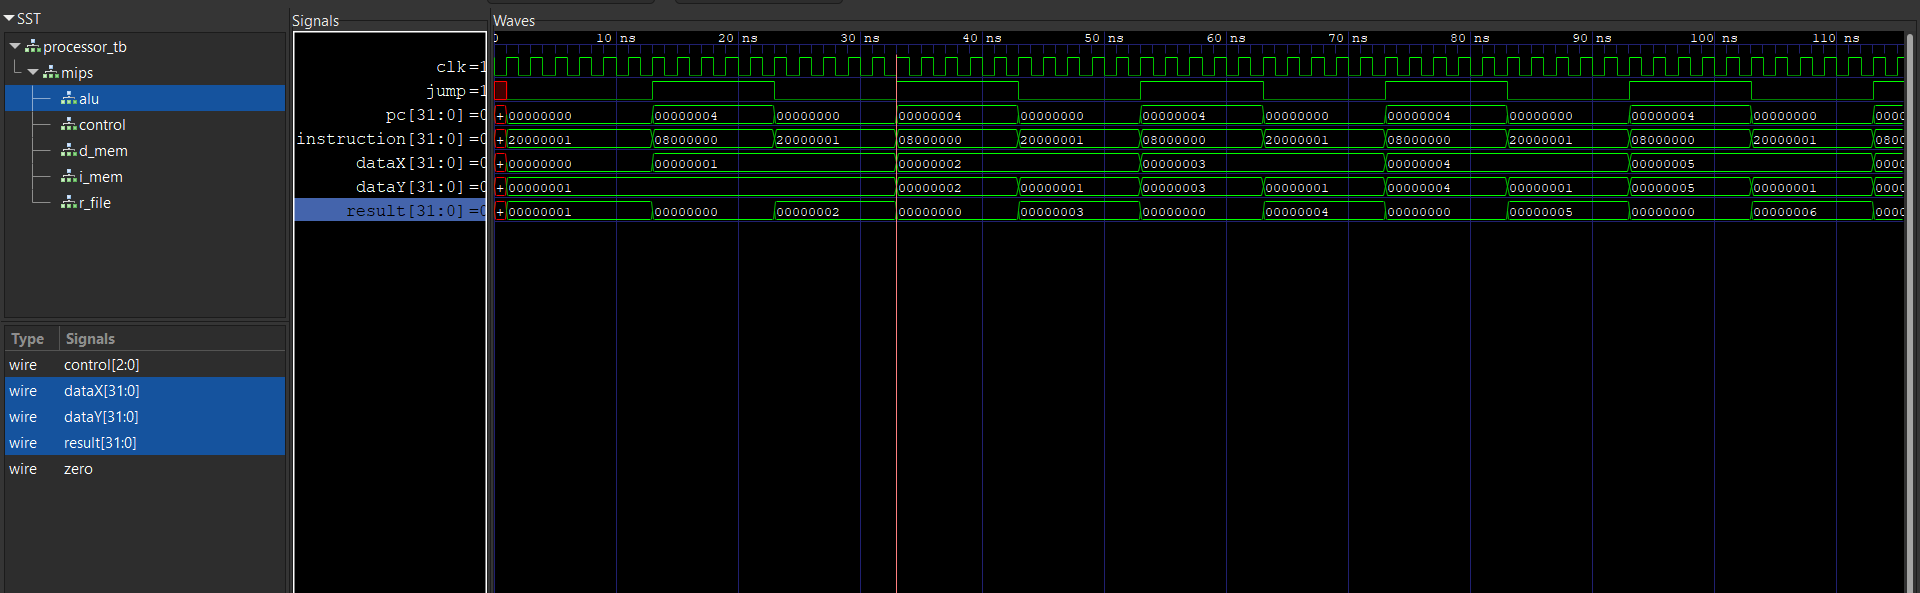 SST
processor_tb
mips
alu
control
d_mem
i_mem
r_file
Type Signals
wire control[2:0]
wire dataX[31:0]
wire dataY[31:0]
wire result[31:0]
wire zero
Signals
clk=1
jump=1
pc[31:0]=0
instruction[31:0]=0
dataX[31:0]=0
dataY[31:0]=0
result[31:0]=0
Waves
0 10 ns 20 ns 30 ns 40 ns 50 ns 60 ns 70 ns 80 ns 90 ns 100 ns 110 ns
+ 00000000 00000004 00000000 00000004 00000000 00000004 00000000 00000004 00000000 00000004 00000000 0000
+ 20000001 08000000 20000001 08000000 20000001 08000000 20000001 08000000 20000001 08000000 20000001 0800
+ 00000000 00000001 00000002 00000003 00000004 00000005 0000
+ 00000001 00000002 00000001 00000003 00000001 00000004 00000001 00000005 00000001 0000
+ 00000001 00000000 00000002 00000000 00000003 00000000 00000004 00000000 00000005 00000000 00000006 0000